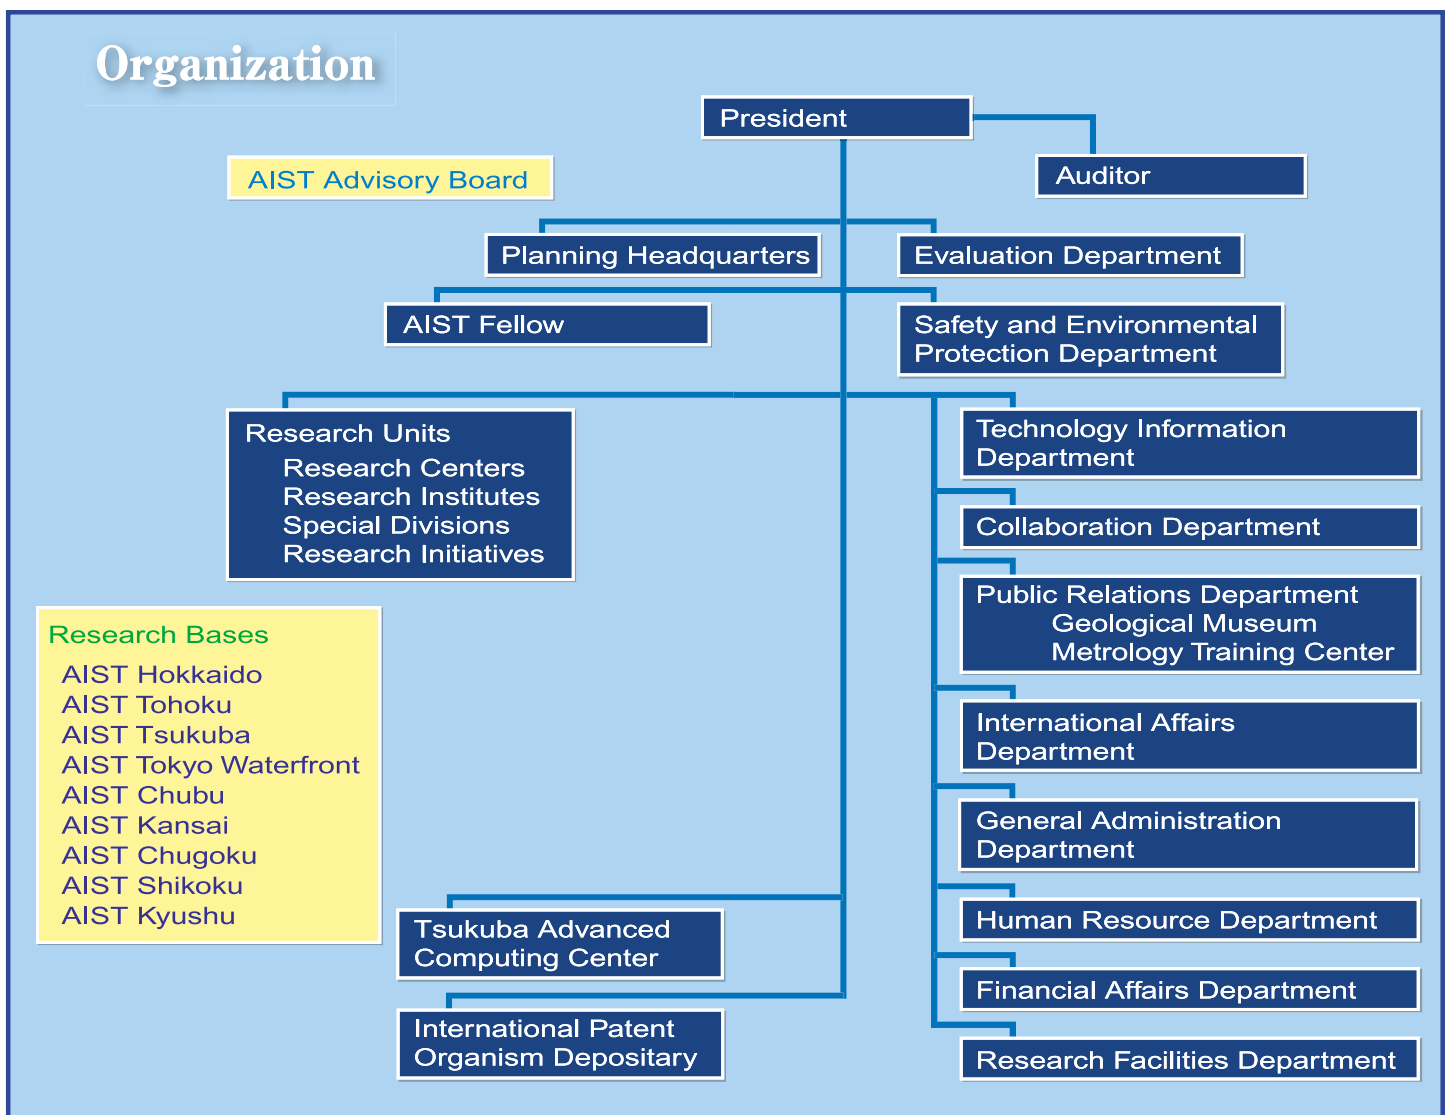 Organization
President
Auditor
AIST Advisory Board
Planning Headquarters
Evaluation Department
AIST Fellow
Safety and Environmental
Protection Department
Research Units
Research Centers
Research Institutes
Special Divisions
Research Initiatives
Technology Information
Department
Collaboration Department
Public Relations Department
Geological Museum
Metrology Training Center
International Affairs
Department
General Administration
Department
Human Resource Department
Financial Affairs Department
Research Facilities Department
Research Bases
AIST Hokkaido
AIST Tohoku
AIST Tsukuba
AIST Tokyo Waterfront
AIST Chubu
AIST Kansai
AIST Chugoku
AIST Shikoku
AIST Kyushu
Tsukuba Advanced
Computing Center
International Patent
Organism Depositary